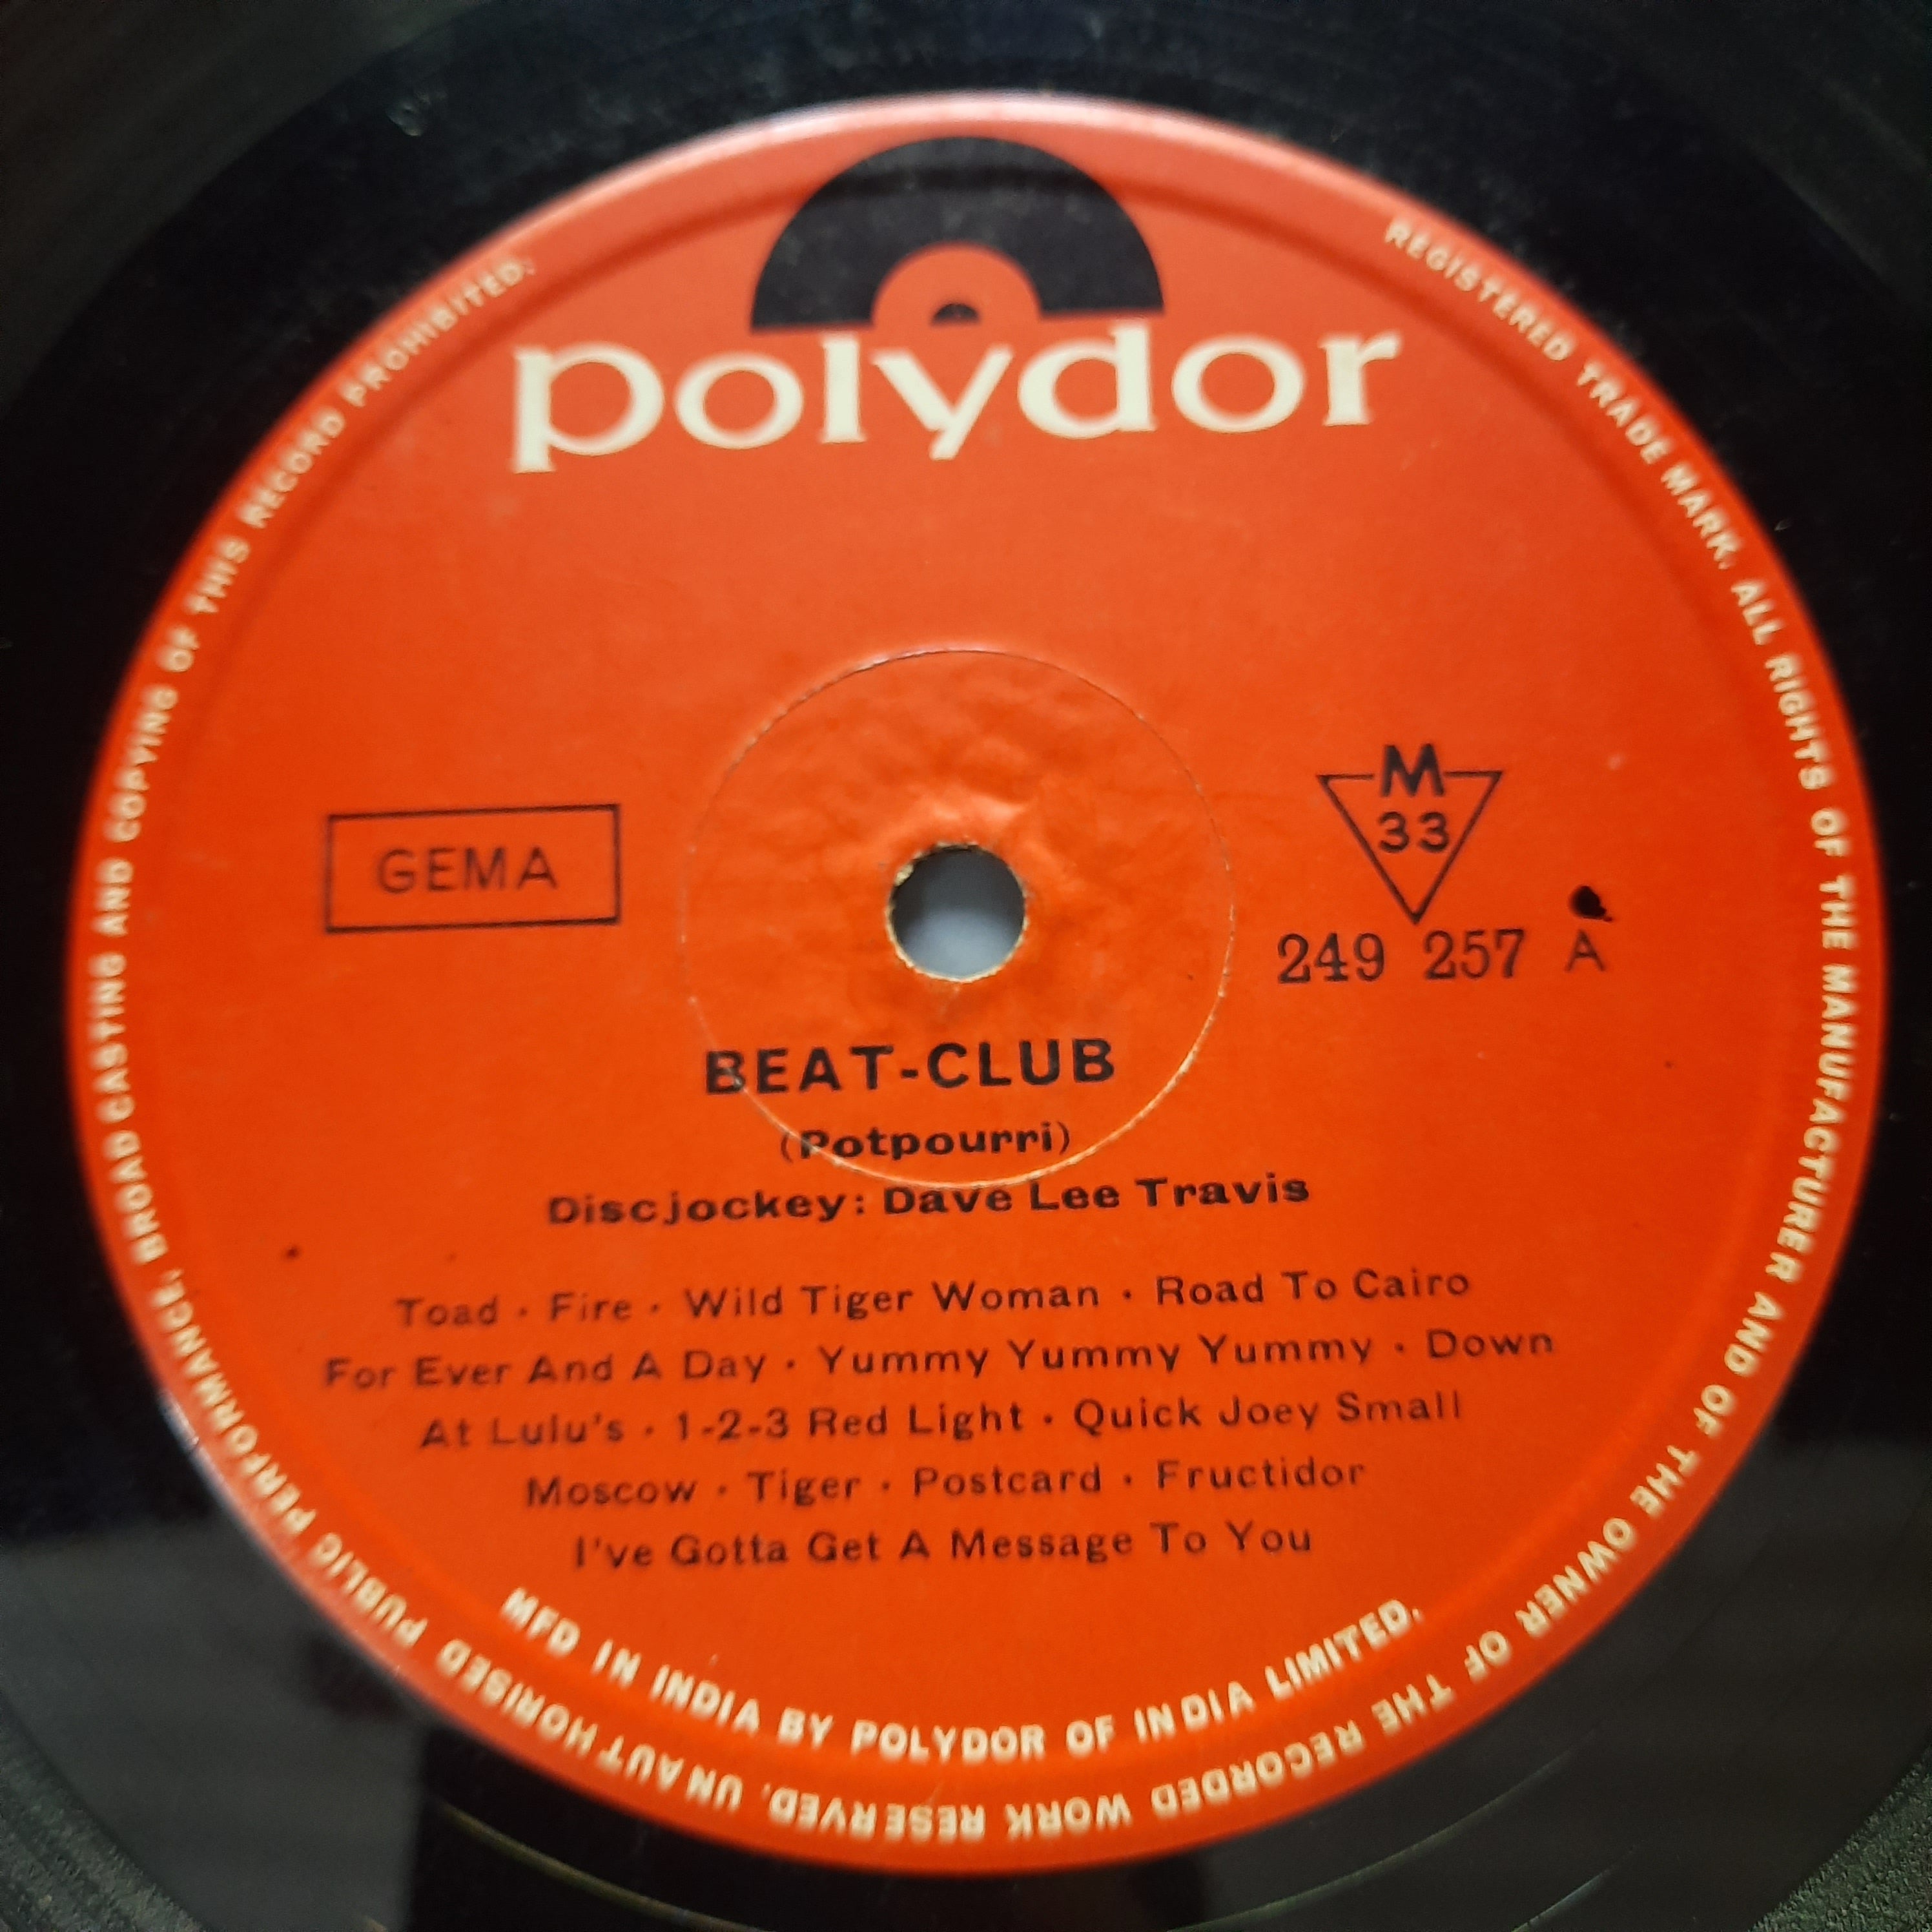 polydor
GEMA
M
33
249 257 A
BEAT-CLUB
(Potpourri)
Discjockey: Dave Lee Travis
Toad · Fire · Wild Tiger Woman · Road To Cairo
For Ever And A Day · Yummy Yummy Yummy · Down
At Lulu's · 1-2-3 Red Light · Quick Joey Small
Moscow · Tiger · Postcard · Fructidor
I've Gotta Get A Message To You
MFD IN INDIA BY POLYDOR OF INDIA LIMITED.
REGISTERED TRADE MARK. ALL RIGHTS OF THE MANUFACTURER AND OF THE OWNER OF THE RECORDED WORK RESERVED. UNAUTHORISED PUBLIC PERFORMANCE, BROADCASTING AND COPYING OF THIS RECORD PROHIBITED.